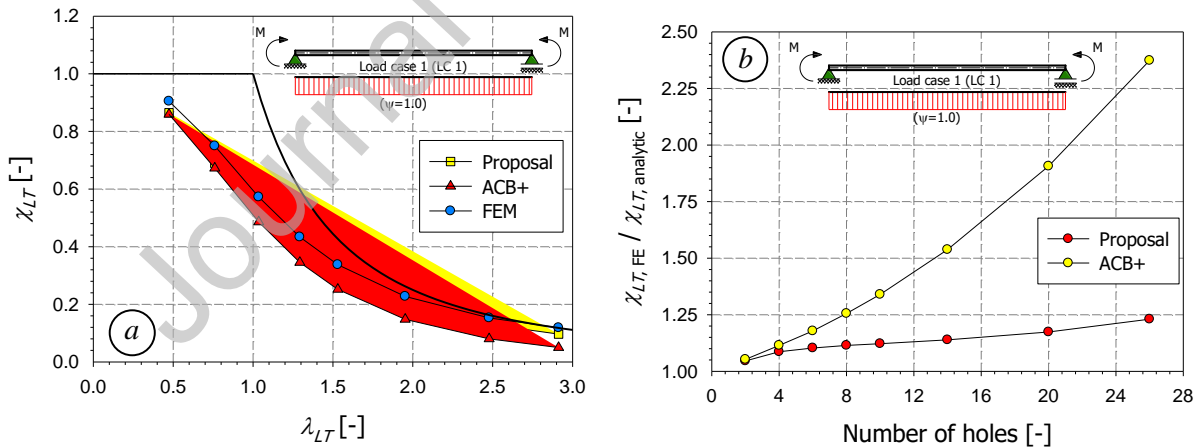 1.2
1.0
0.8
0.6
0.4
0.2
0.0
χLT [-]
0.0 0.5 1.0 1.5 2.0 2.5 3.0
λLT [-]
M M
Load case 1 (LC 1)
(ψ=1.0)
Proposal
ACB+
FEM
a
Journal
2.50
2.25
2.00
1.75
1.50
1.25
1.00
χLT, FE / χLT, analytic [-]
0 4 8 12 16 20 24 28
Number of holes [-]
b
M M
Load case 1 (LC 1)
(ψ=1.0)
Proposal
ACB+